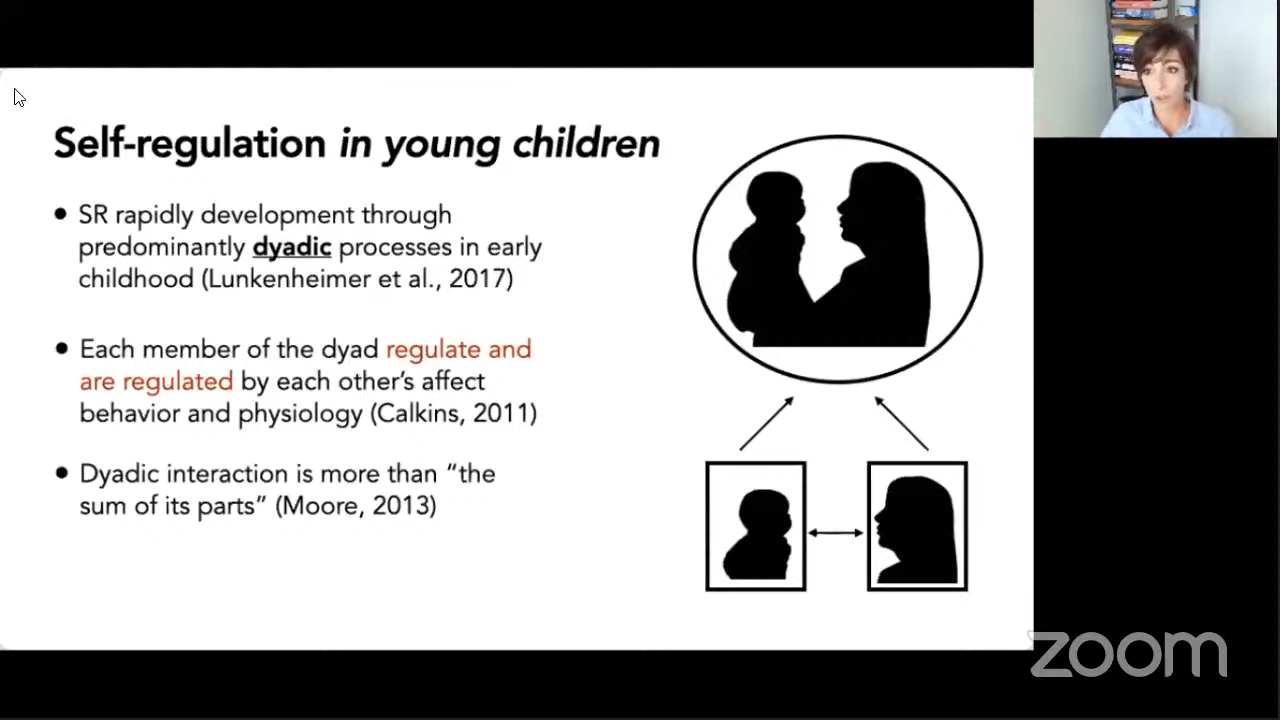 Self-regulation in young children
• SR rapidly development through
predominantly dyadic processes in early
childhood (Lunkenheimer et al., 2017)
• Each member of the dyad regulate and
are regulated by each other’s affect
behavior and physiology (Calkins, 2011)
• Dyadic interaction is more than “the
sum of its parts” (Moore, 2013)
zoom